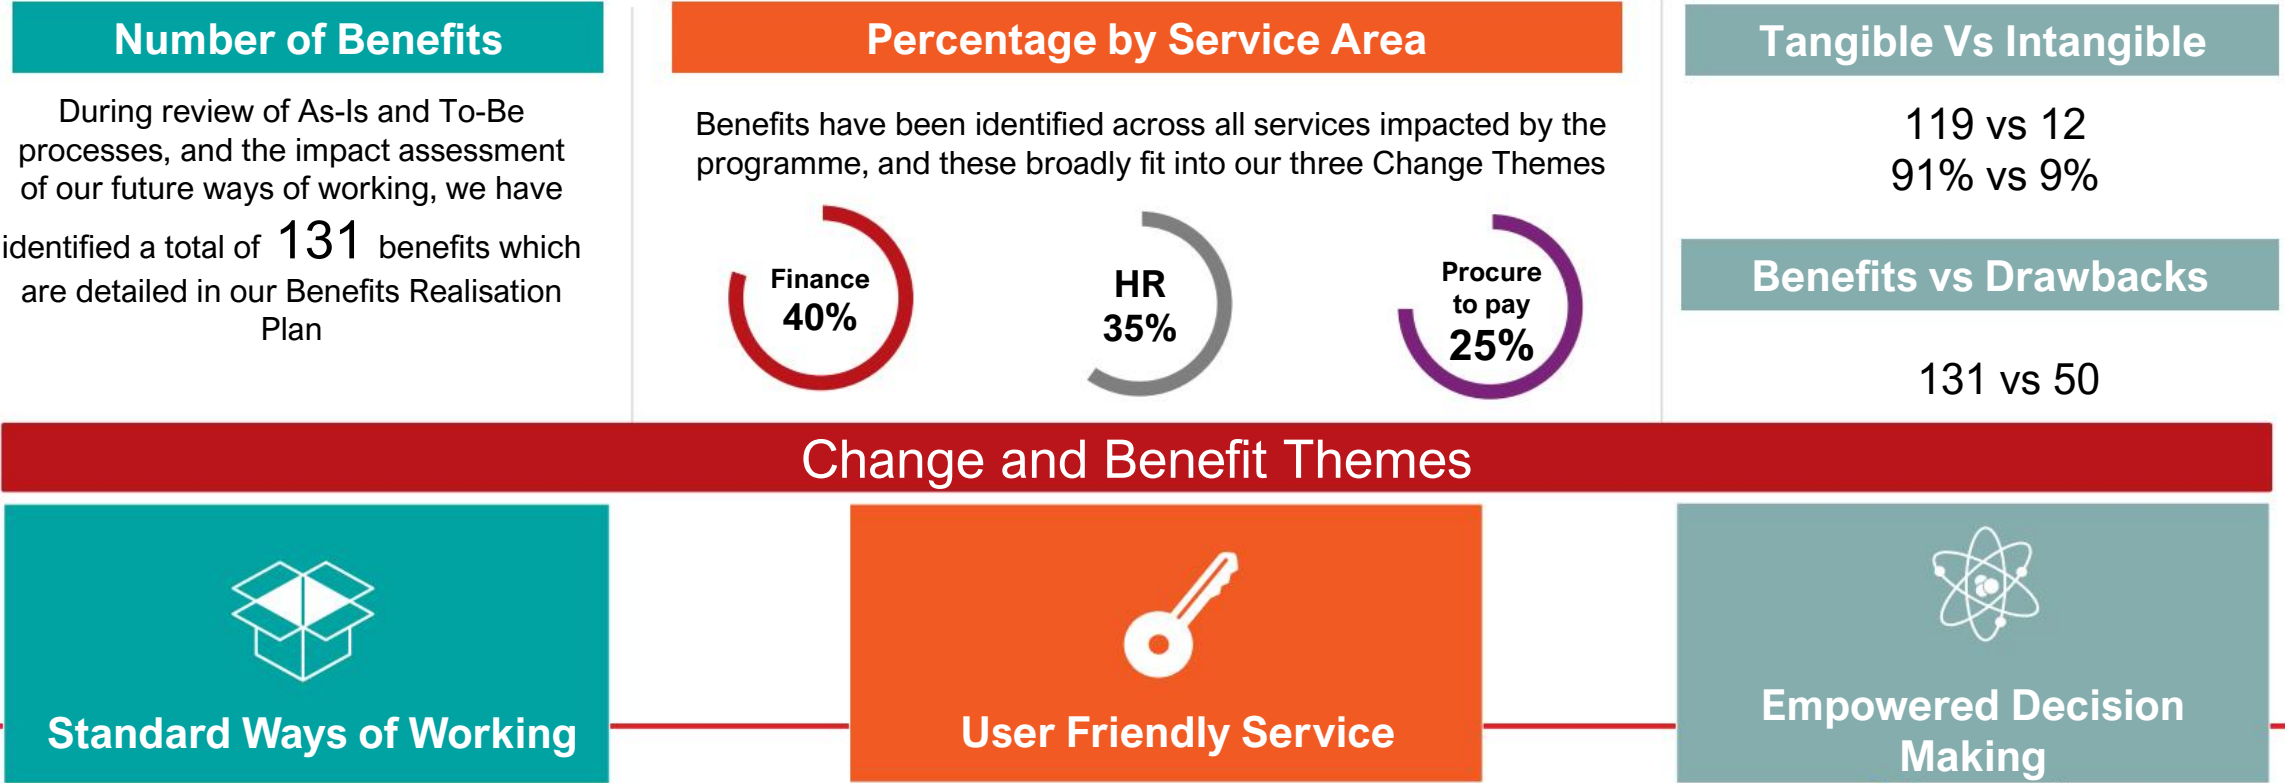 Number of Benefits
During review of As-Is and To-Be
processes, and the impact assessment
of our future ways of working, we have
identified a total of 131 benefits which
are detailed in our Benefits Realisation
Plan
Percentage by Service Area
Benefits have been identified across all services impacted by the
programme, and these broadly fit into our three Change Themes
Finance
40%
HR
35%
Procure
to pay
25%
Tangible Vs Intangible
119 vs 12
91% vs 9%
Benefits vs Drawbacks
131 vs 50
Change and Benefit Themes
Standard Ways of Working
User Friendly Service
Empowered Decision
Making